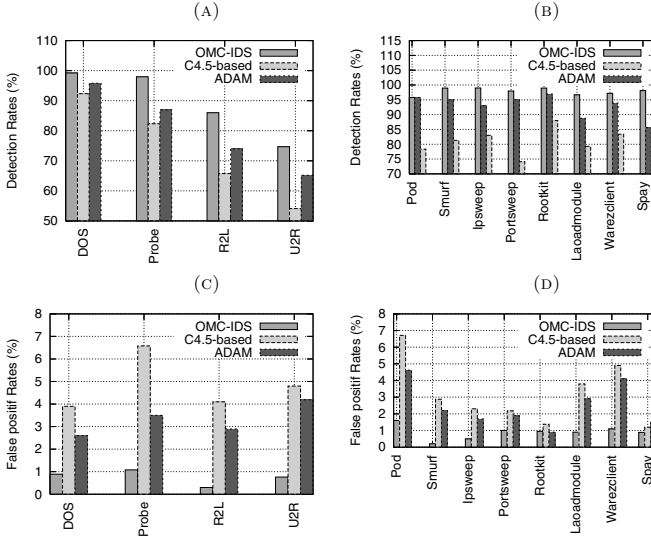 (A)
Detection Rates (%)
110
100
90
80
70
60
50
OMC-IDS
C4.5-based
ADAM
DOS
Probe
R2L
U2R
(B)
Detection Rates (%)
115
110
105
100
95
90
85
80
75
70
OMC-IDS
C4.5-based
ADAM
Pod
Smurf
Ipsweep
Portsweep
Rootkit
Laoadmodule
Warezclient
Spay
(C)
False positif Rates (%)
8
7
6
5
4
3
2
1
0
OMC-IDS
C4.5-based
ADAM
DOS
Probe
R2L
U2R
(D)
False positif Rates (%)
8
7
6
5
4
3
2
1
0
OMC-IDS
C4.5-based
ADAM
Pod
Smurf
Ipsweep
Portsweep
Rootkit
Laoadmodule
Warezclient
Spay